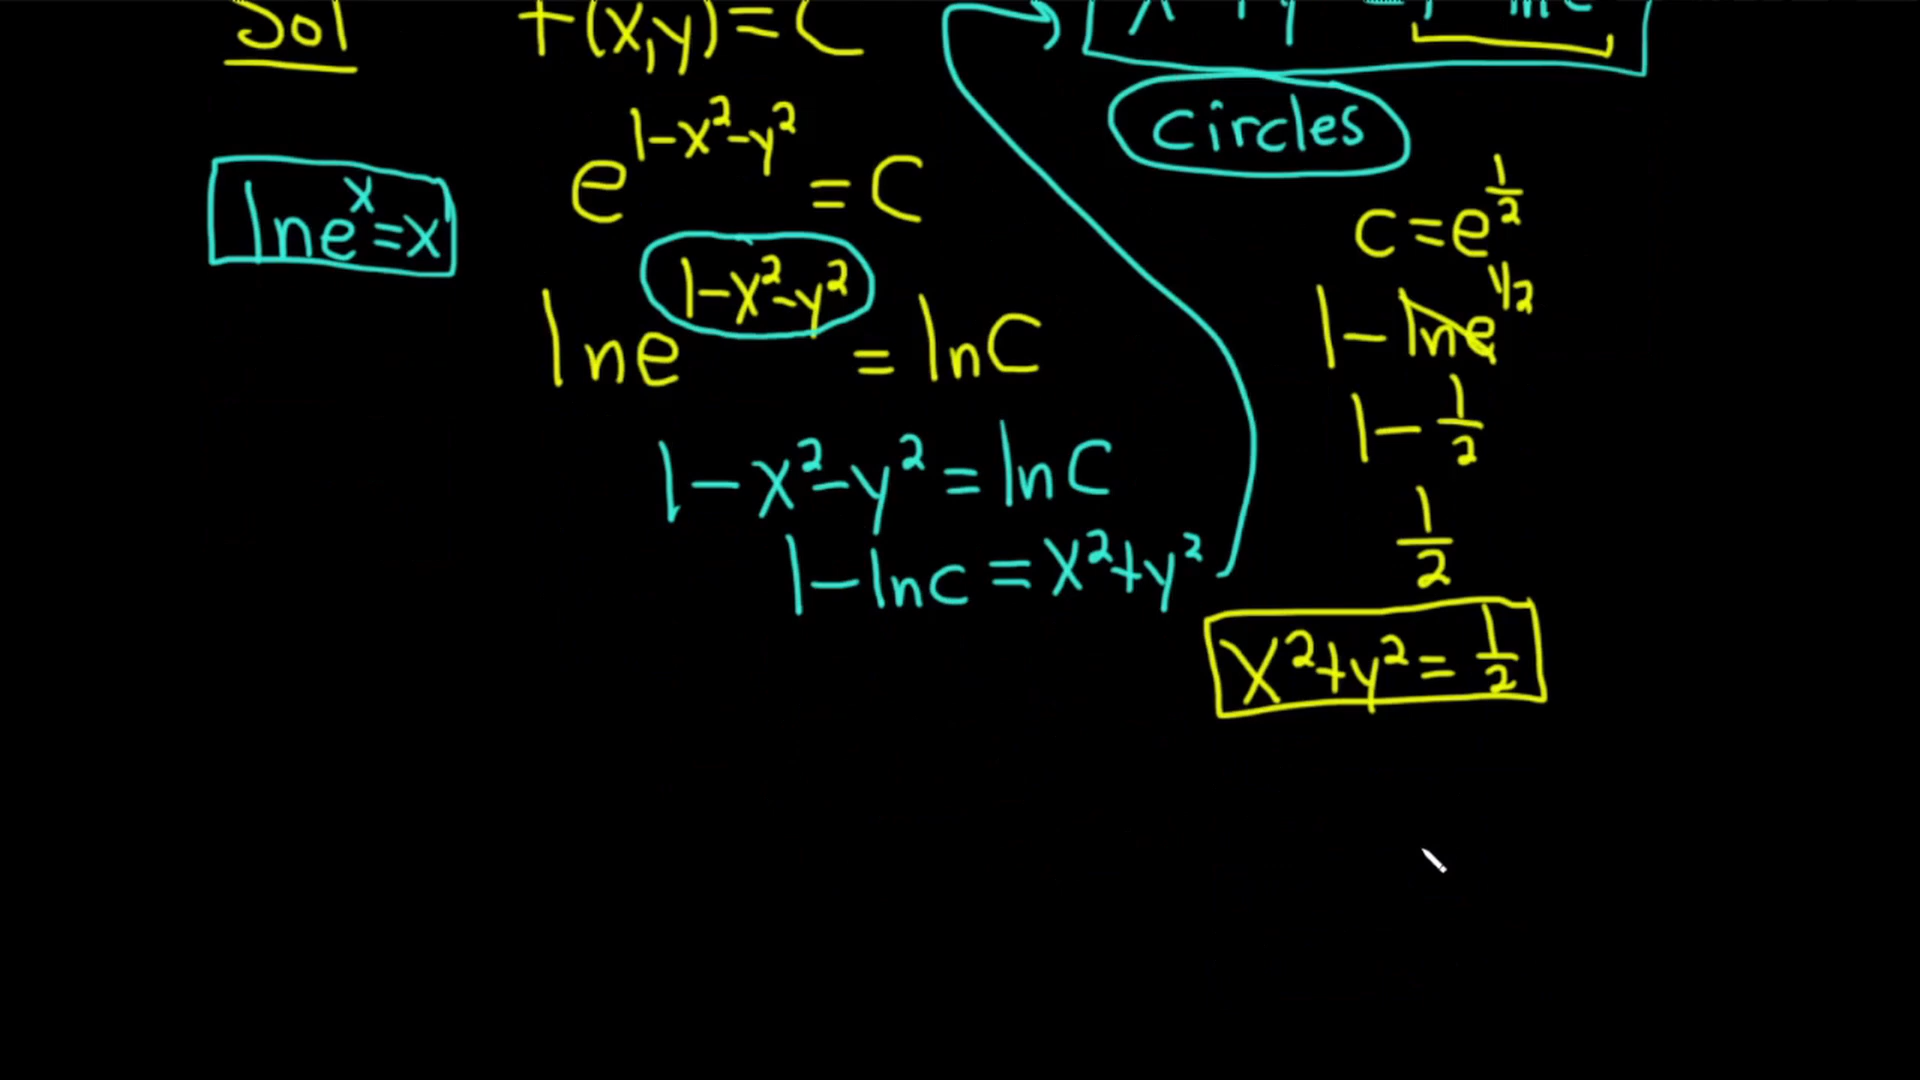 Sol f(x,y)=C
e^{1-x²-y²} = C
ln e^x = x
ln e^{1-x²-y²} = ln C
1-x²-y² = ln C
1-ln c = x²+y²
circles
c = e^{1/2}
1 - ln e^{1/2}
1 - 1/2
1/2
x²+y² = 1/2